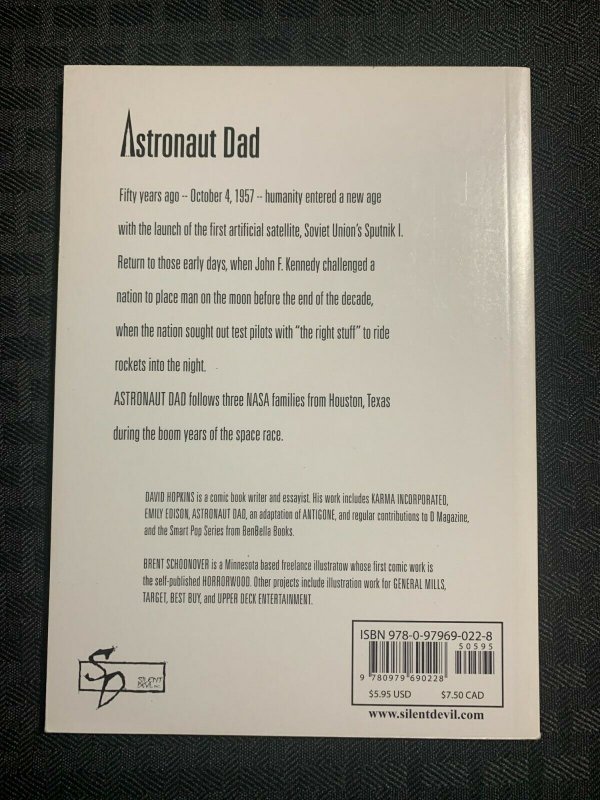 Astronaut Dad
Fifty years ago -- October 4, 1957 -- humanity entered a new age
with the launch of the first artificial satellite, Soviet Union's Sputnik I.
Return to those early days, when John F. Kennedy challenged a
nation to place man on the moon before the end of the decade,
when the nation sought out test pilots with "the right stuff" to ride
rockets into the night.
ASTRONAUT DAD follows three NASA families from Houston, Texas
during the boom years of the space race.
DAVID HOPKINS is a comic book writer and essayist. His work includes KARMA INCORPORATED,
EMILY EDISON, ASTRONAUT DAD, an adaptation of ANTIGONE, and regular contributions to D Magazine,
and the Smart Pop Series from BenBella Books.
BRENT SCHOONOVER is a Minnesota based freelance illustratow whose first comic work is
the self-published HORRORWOOD. Other projects include illustration work for GENERAL MILLS,
TARGET, BEST BUY, and UPPER DECK ENTERTAINMENT.
SD
SILENT
DEVIL INC
ISBN 978-0-97969-022-8
50595
9 780979 690228
$5.95 USD $7.50 CAD
www.silentdevil.com